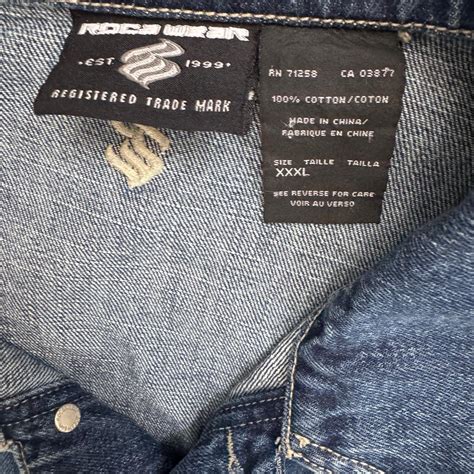 ROCA WEAR
EST 1999
REGISTERED TRADE MARK
RN 71258 CA 03877
100% COTTON/COTON
MADE IN CHINA/
FABRIQUE EN CHINE
SIZE TAILLE TALLA
XXXL
SEE REVERSE FOR CARE
VOIR AU VERSO